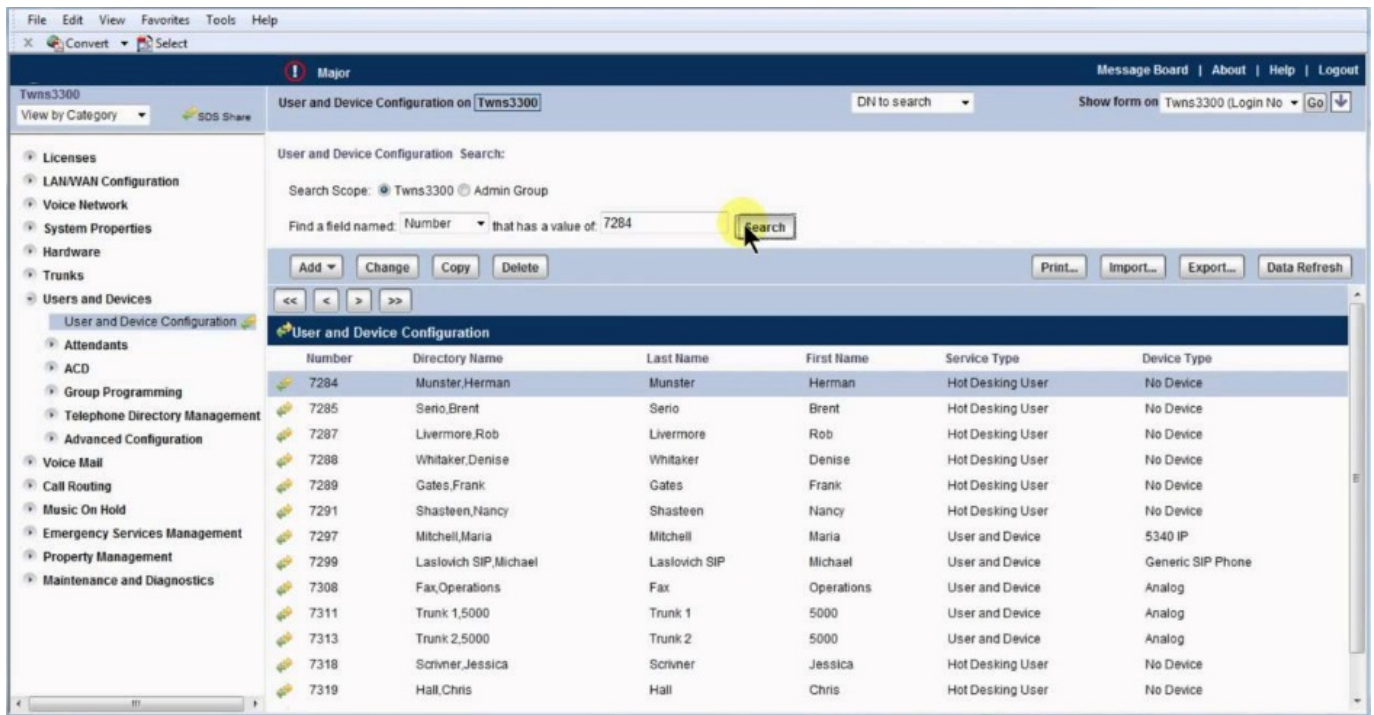 File Edit View Favorites Tools Help
X Convert Select
Major
Message Board | About | Help | Logout
Twns3300
View by Category
SDS Share
User and Device Configuration on Twns3300
DN to search
Show form on Twns3300 (Login No Go
Licenses
LAN/WAN Configuration
Voice Network
System Properties
Hardware
Trunks
Users and Devices
User and Device Configuration
Attendants
ACD
Group Programming
Telephone Directory Management
Advanced Configuration
Voice Mail
Call Routing
Music On Hold
Emergency Services Management
Property Management
Maintenance and Diagnostics
User and Device Configuration Search:
Search Scope: Twns3300 Admin Group
Find a field named: Number that has a value of: 7284 Search
Add Change Copy Delete Print... Import... Export... Data Refresh
<< < > >>
User and Device Configuration
Number Directory Name Last Name First Name Service Type Device Type
7284 Munster,Herman Munster Herman Hot Desking User No Device
7285 Serio,Brent Serio Brent Hot Desking User No Device
7287 Livermore,Rob Livermore Rob Hot Desking User No Device
7288 Whitaker,Denise Whitaker Denise Hot Desking User No Device
7289 Gates,Frank Gates Frank Hot Desking User No Device
7291 Shasteen,Nancy Shasteen Nancy Hot Desking User No Device
7297 Mitchell,Maria Mitchell Maria User and Device 5340 IP
7299 Laslovich SIP,Michael Laslovich SIP Michael User and Device Generic SIP Phone
7308 Fax,Operations Fax Operations User and Device Analog
7311 Trunk 1,5000 Trunk 1 5000 User and Device Analog
7313 Trunk 2,5000 Trunk 2 5000 User and Device Analog
7318 Scrivner,Jessica Scrivner Jessica Hot Desking User No Device
7319 Hall,Chris Hall Chris Hot Desking User No Device